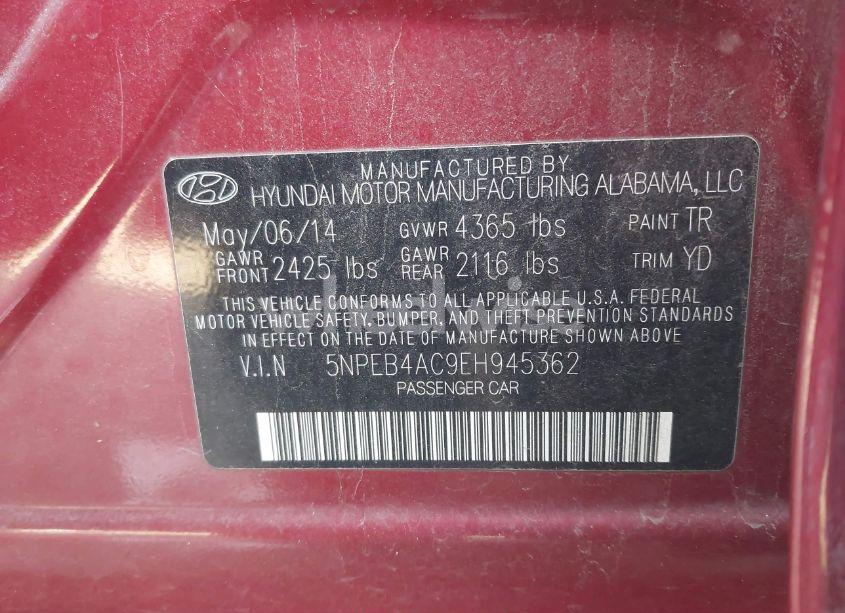 MANUFACTURED BY
HYUNDAI MOTOR MANUFACTURING ALABAMA, LLC
May/06/14 GVWR 4365 lbs PAINT TR
GAWR FRONT 2425 lbs GAWR REAR 2116 lbs TRIM YD
THIS VEHICLE CONFORMS TO ALL APPLICABLE U.S.A. FEDERAL
MOTOR VEHICLE SAFETY, BUMPER, AND THEFT PREVENTION STANDARDS
IN EFFECT ON THE DATE OF MANUFACTURE SHOWN ABOVE
V.I.N 5NPEB4AC9EH945362
PASSENGER CAR